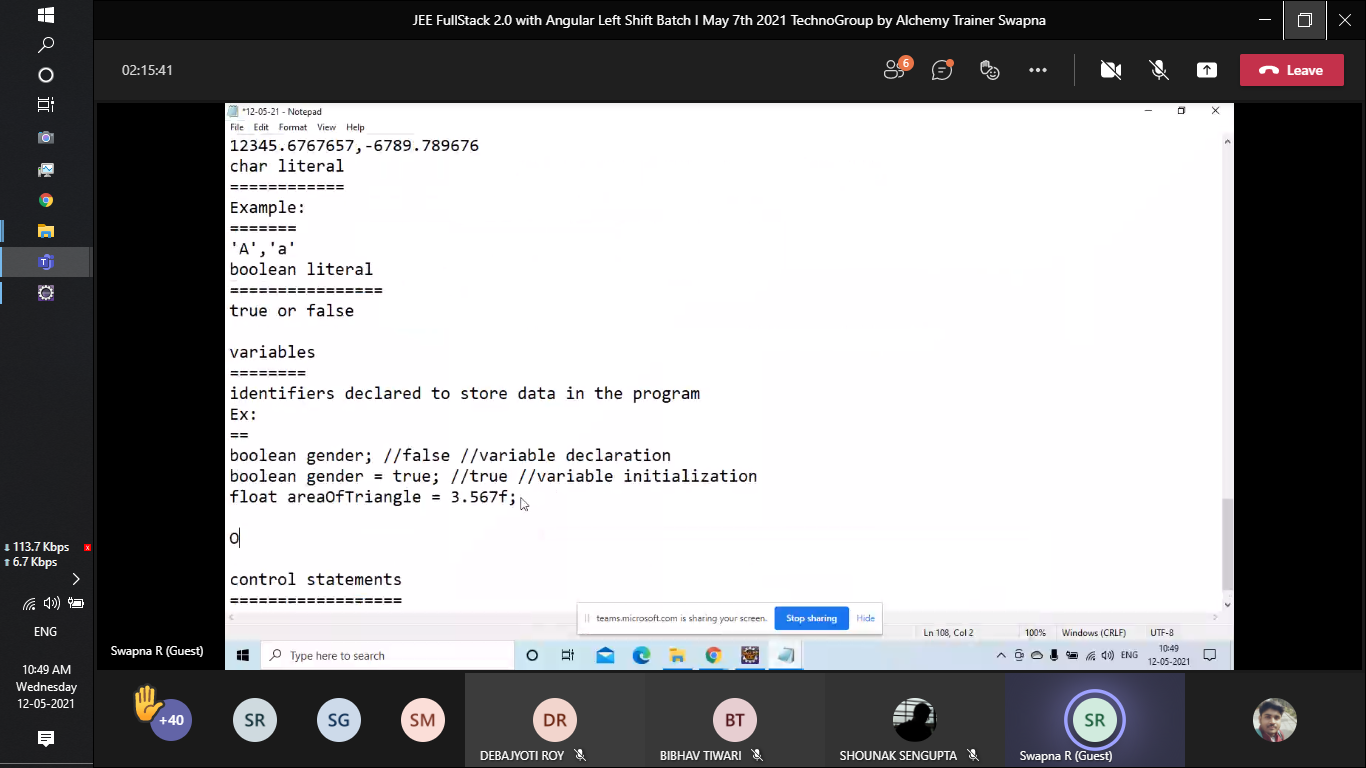 JEE FullStack 2.0 with Angular Left Shift Batch I May 7th 2021 TechnoGroup by Alchemy Trainer Swapna
02:15:41
6
Leave
*12-05-21 - Notepad
File Edit Format View Help
12345.6767657,-6789.789676
char literal
============
Example:
=======
'A','a'
boolean literal
================
true or false
variables
========
identifiers declared to store data in the program
Ex:
==
boolean gender; //false //variable declaration
boolean gender = true; //true //variable initialization
float areaOfTriangle = 3.567f;
O
control statements
==================
teams.microsoft.com is sharing your screen. Stop sharing Hide
Ln 108, Col 2 100% Windows (CRLF) UTF-8
Type here to search
ENG
10:49
12-05-2021
Swapna R (Guest)
113.7 Kbps
6.7 Kbps
ENG
10:49 AM
Wednesday
12-05-2021
+40
SR
SG
SM
DR
DEBAJYOTI ROY
BT
BIBHAV TIWARI
SHOUNAK SENGUPTA
SR
Swapna R (Guest)